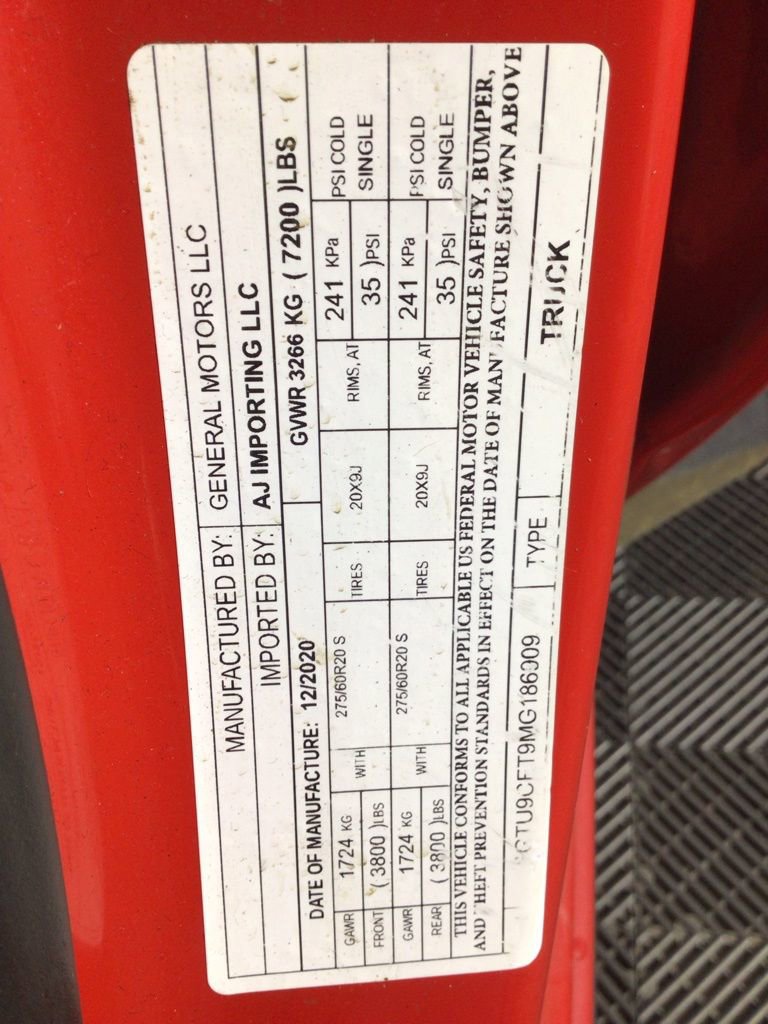 MANUFACTURED BY: GENERAL MOTORS LLC
IMPORTED BY: AJ IMPORTING LLC
GVWR 3266 KG ( 7200 )LBS
DATE OF MANUFACTURE: 12/2020
GAWR 1724 KG WITH 275/60R20 S TIRES 20X9J RIMS, AT 241 KPa PSI COLD
FRONT ( 3800 )LBS 35 )PSI SINGLE
GAWR 1724 KG WITH 275/60R20 S TIRES 20X9J RIMS, AT 241 KPa PSI COLD
REAR ( 3800 )LBS 35 )PSI SINGLE
THIS VEHICLE CONFORMS TO ALL APPLICABLE US FEDERAL MOTOR VEHICLE SAFETY, BUMPER,
AND THEFT PREVENTION STANDARDS IN EFFECT ON THE DATE OF MANUFACTURE SHOWN ABOVE
TYPE TRUCK